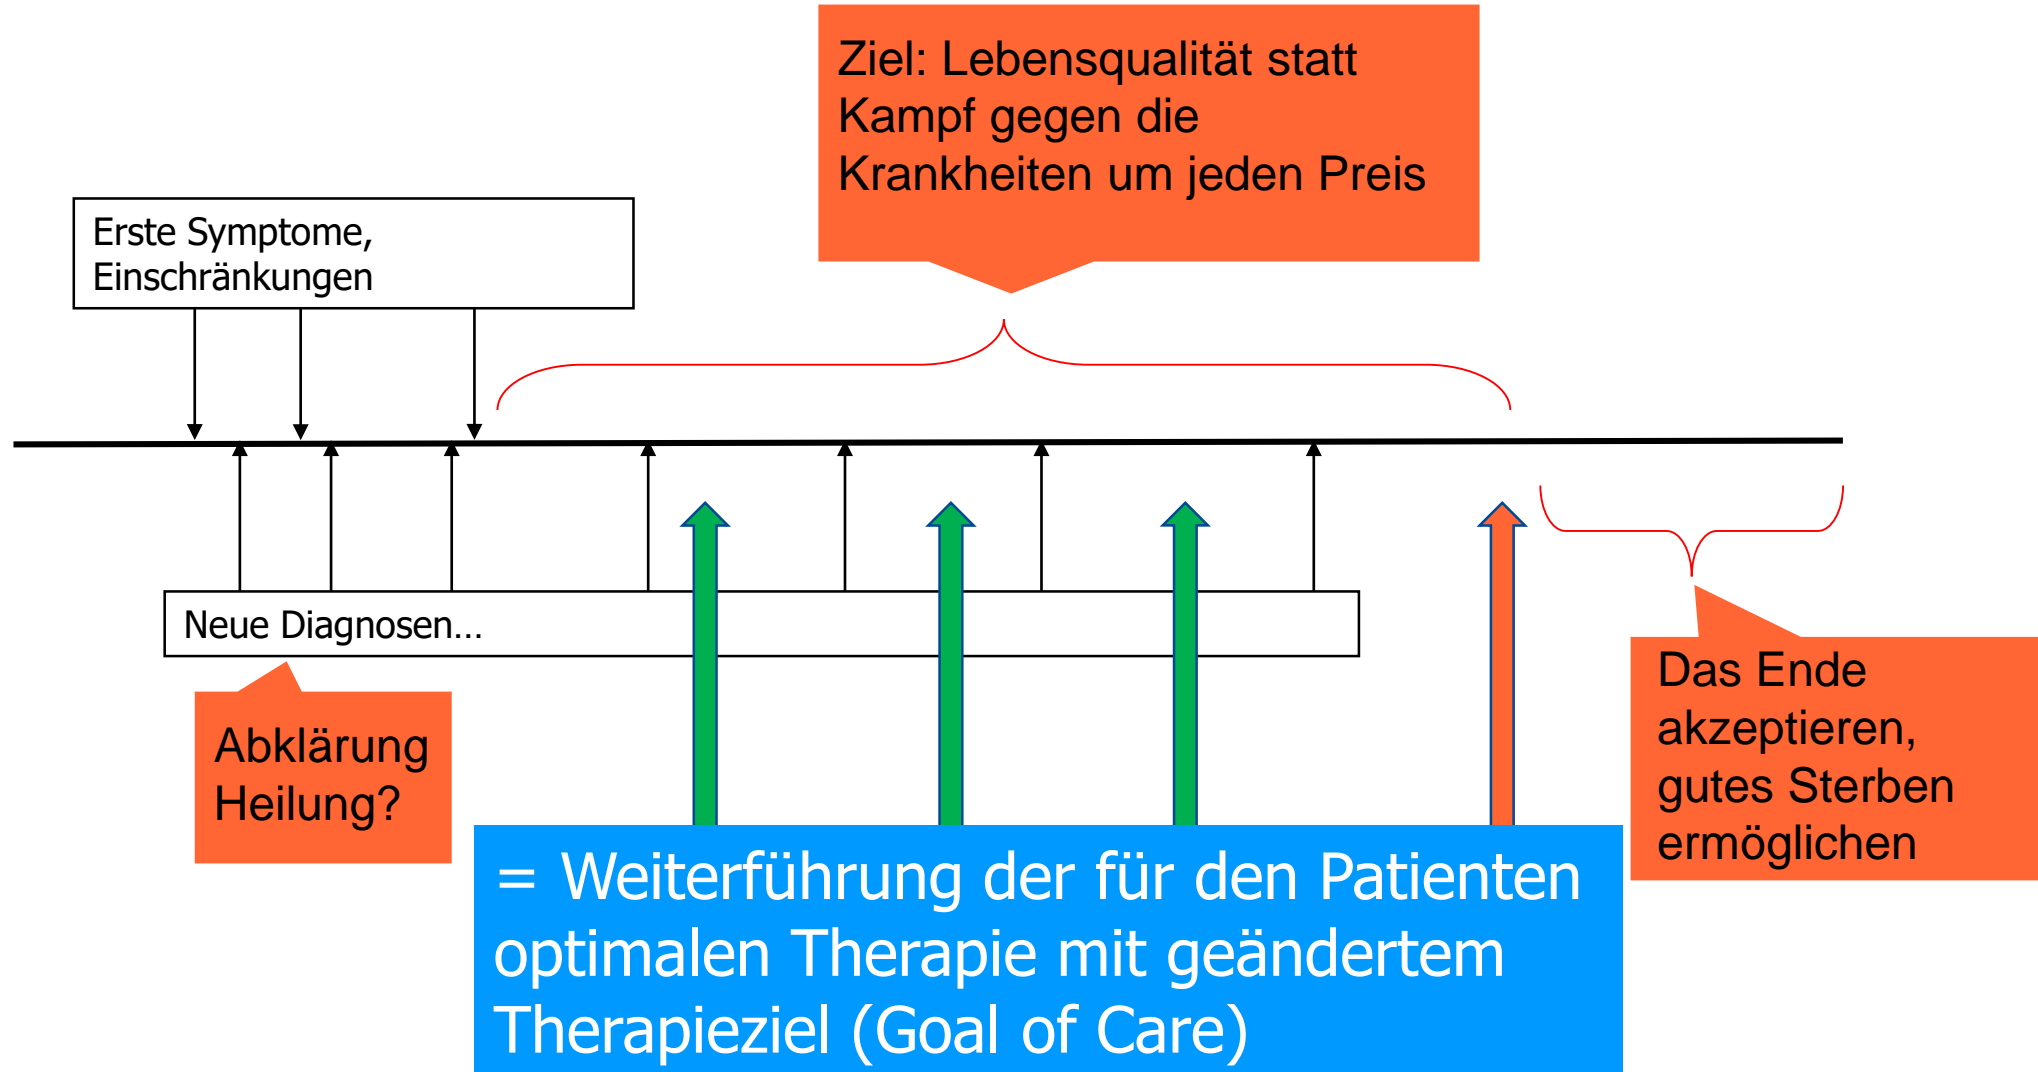 Ziel: Lebensqualität statt
Kampf gegen die
Krankheiten um jeden Preis
Erste Symptome,
Einschränkungen
Neue Diagnosen…
Abklärung
Heilung?
Das Ende
akzeptieren,
gutes Sterben
ermöglichen
= Weiterführung der für den Patienten
optimalen Therapie mit geändertem
Therapieziel (Goal of Care)